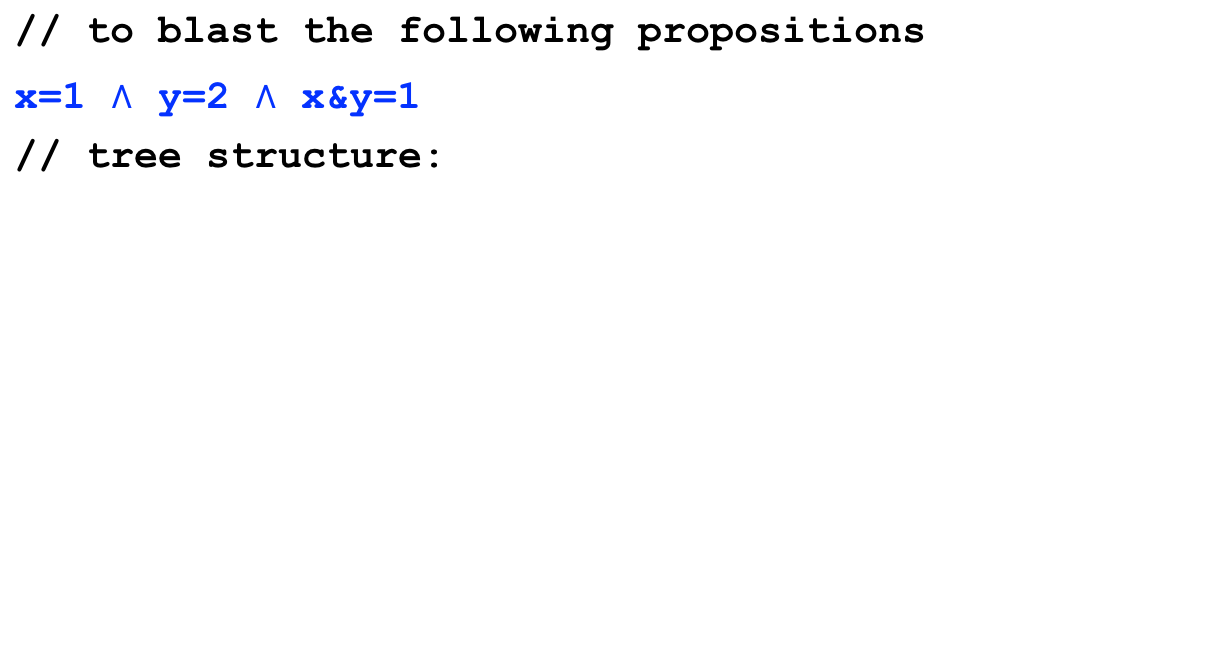 // to blast the following propositions
x=1 ∧ y=2 ∧ x&y=1
// tree structure: